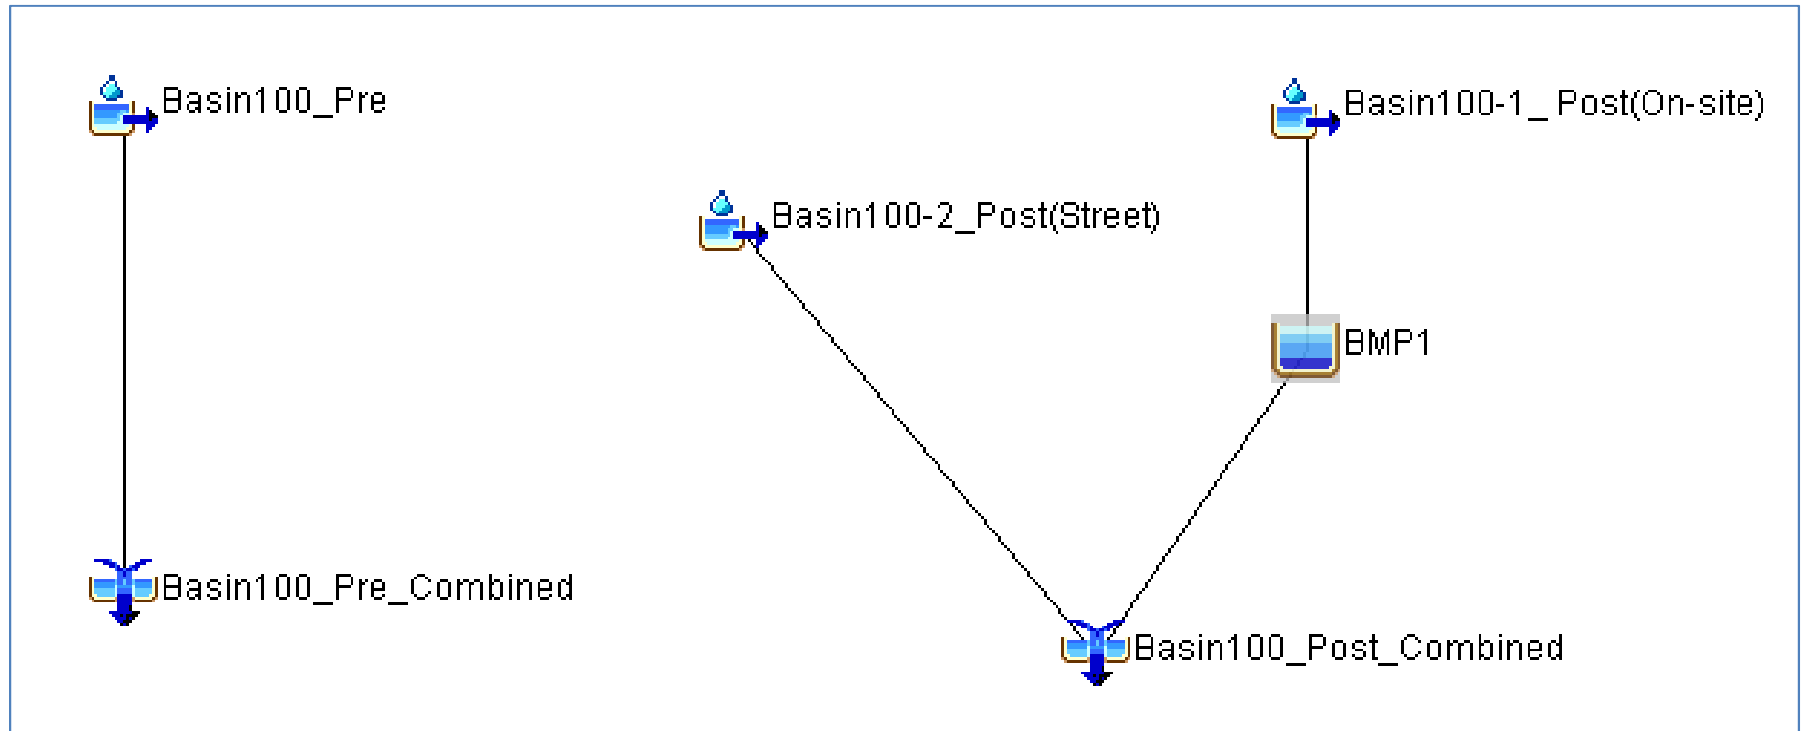 Basin100_Pre
Basin100-1_ Post(On-site)
Basin100-2_Post(Street)
BMP1
Basin100_Pre_Combined
Basin100_Post_Combined